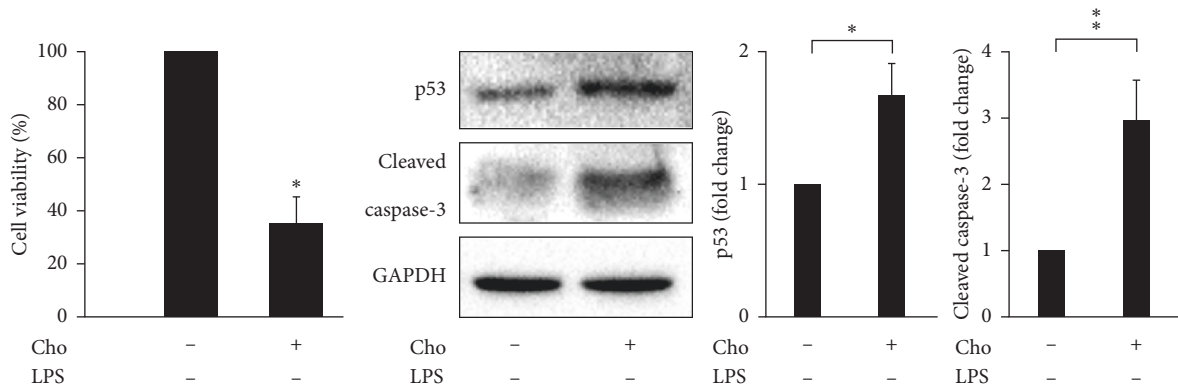 100
80
60
40
20
0
Cell viability (%)
*
Cho − +
LPS − −
p53
Cleaved
caspase-3
GAPDH
Cho − +
LPS − −
2
1
0
p53 (fold change)
*
Cho − +
LPS − −
4
3
2
1
0
Cleaved caspase-3 (fold change)
*
*
Cho − +
LPS − −